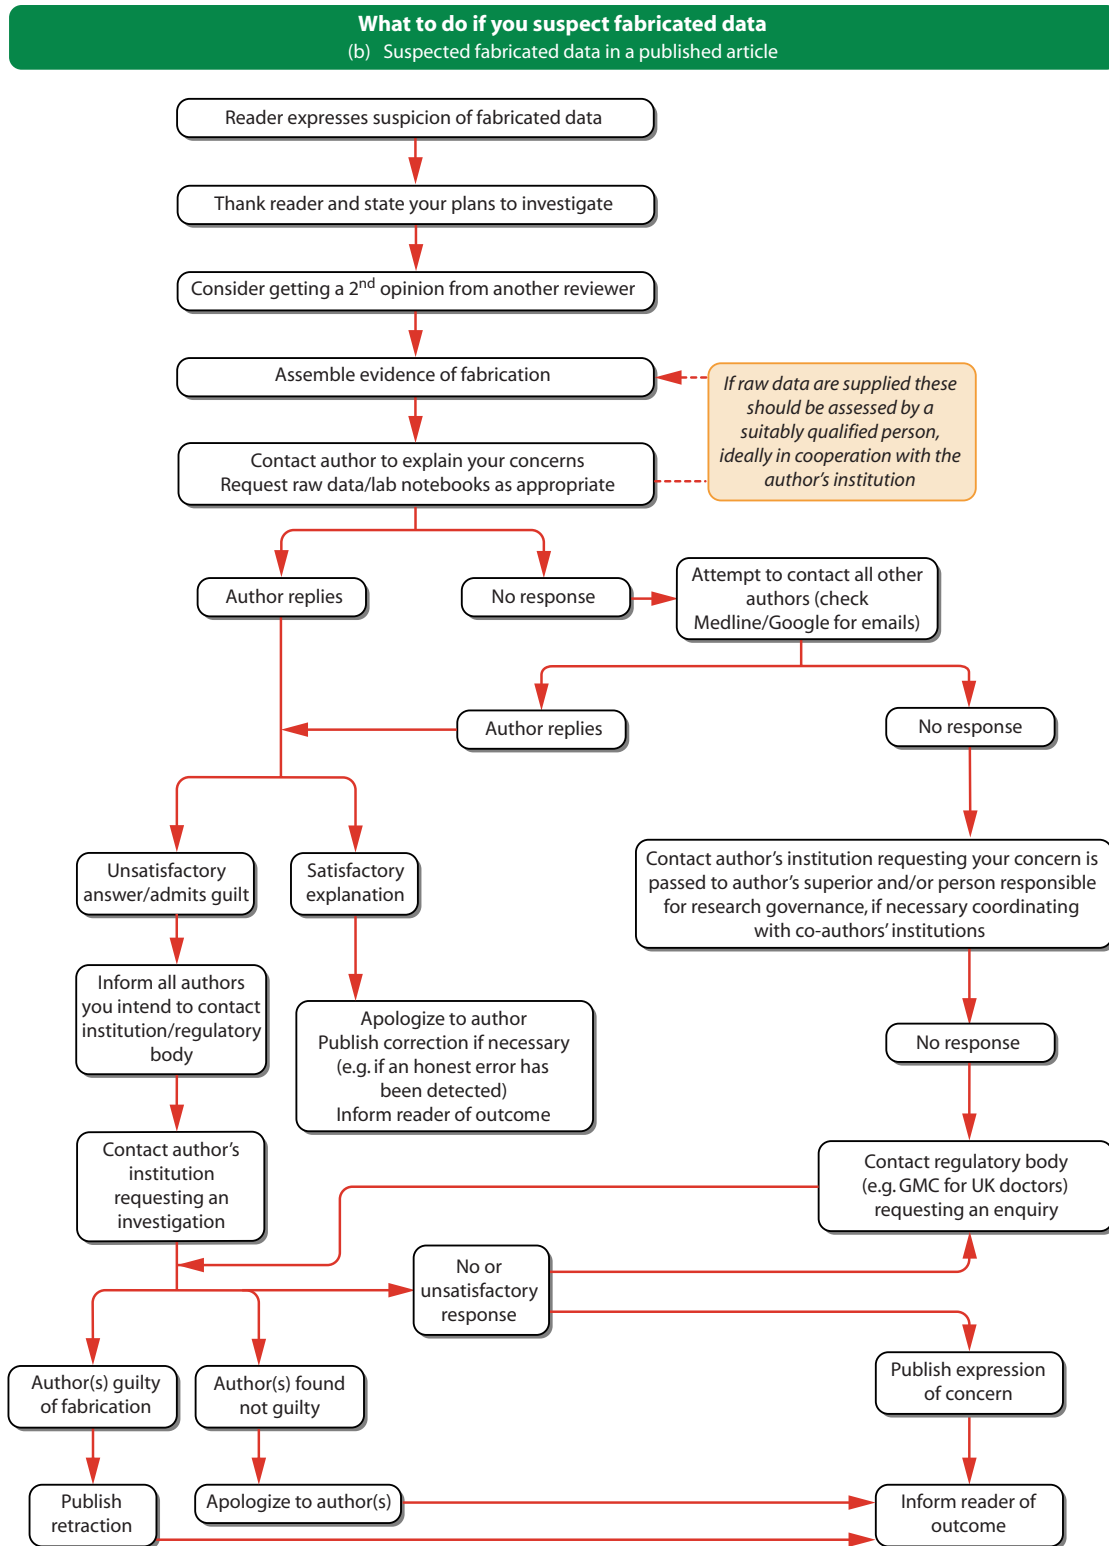 What to do if you suspect fabricated data
(b) Suspected fabricated data in a published article
Reader expresses suspicion of fabricated data
Thank reader and state your plans to investigate
Consider getting a 2nd opinion from another reviewer
Assemble evidence of fabrication
If raw data are supplied these
should be assessed by a
suitably qualified person,
ideally in cooperation with the
author's institution
Contact author to explain your concerns
Request raw data/lab notebooks as appropriate
Author replies
No response
Attempt to contact all other
authors (check
Medline/Google for emails)
Author replies
No response
Unsatisfactory
answer/admits guilt
Satisfactory
explanation
Contact author's institution requesting your concern is
passed to author's superior and/or person responsible
for research governance, if necessary coordinating
with co-authors' institutions
Inform all authors
you intend to contact
institution/regulatory
body
Apologize to author
Publish correction if necessary
(e.g. if an honest error has
been detected)
Inform reader of outcome
No response
Contact author's
institution
requesting an
investigation
Contact regulatory body
(e.g. GMC for UK doctors)
requesting an enquiry
No or
unsatisfactory
response
Author(s) guilty
of fabrication
Author(s) found
not guilty
Publish expression
of concern
Publish
retraction
Apologize to author(s)
Inform reader of
outcome